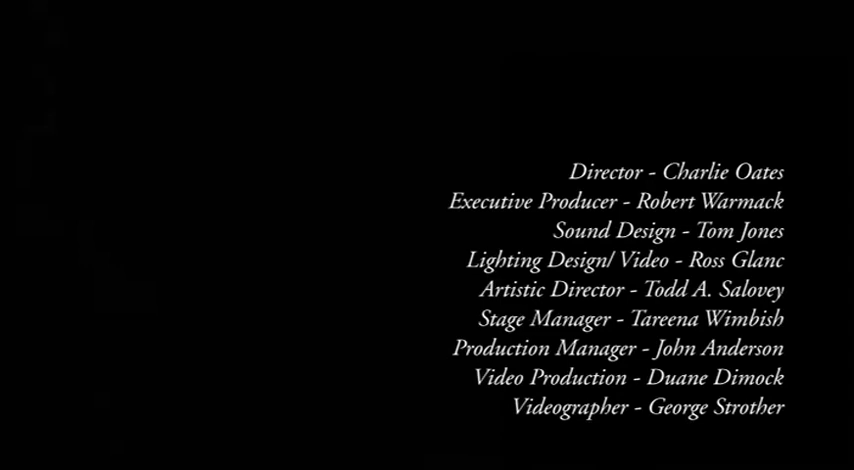 Director - Charlie Oates
Executive Producer - Robert Warmack
Sound Design - Tom Jones
Lighting Design/ Video - Ross Glanc
Artistic Director - Todd A. Salovey
Stage Manager - Tareena Wimbish
Production Manager - John Anderson
Video Production - Duane Dimock
Videographer - George Strother